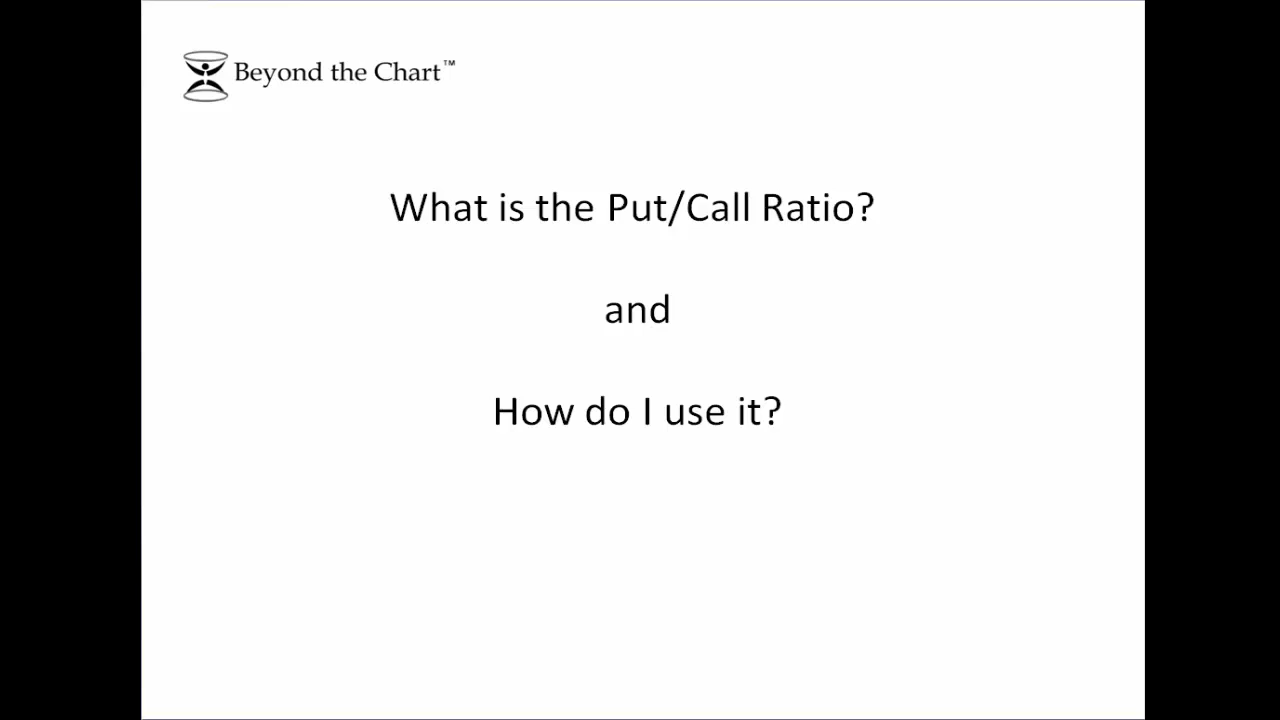 Beyond the Chart™
What is the Put/Call Ratio?
and
How do I use it?